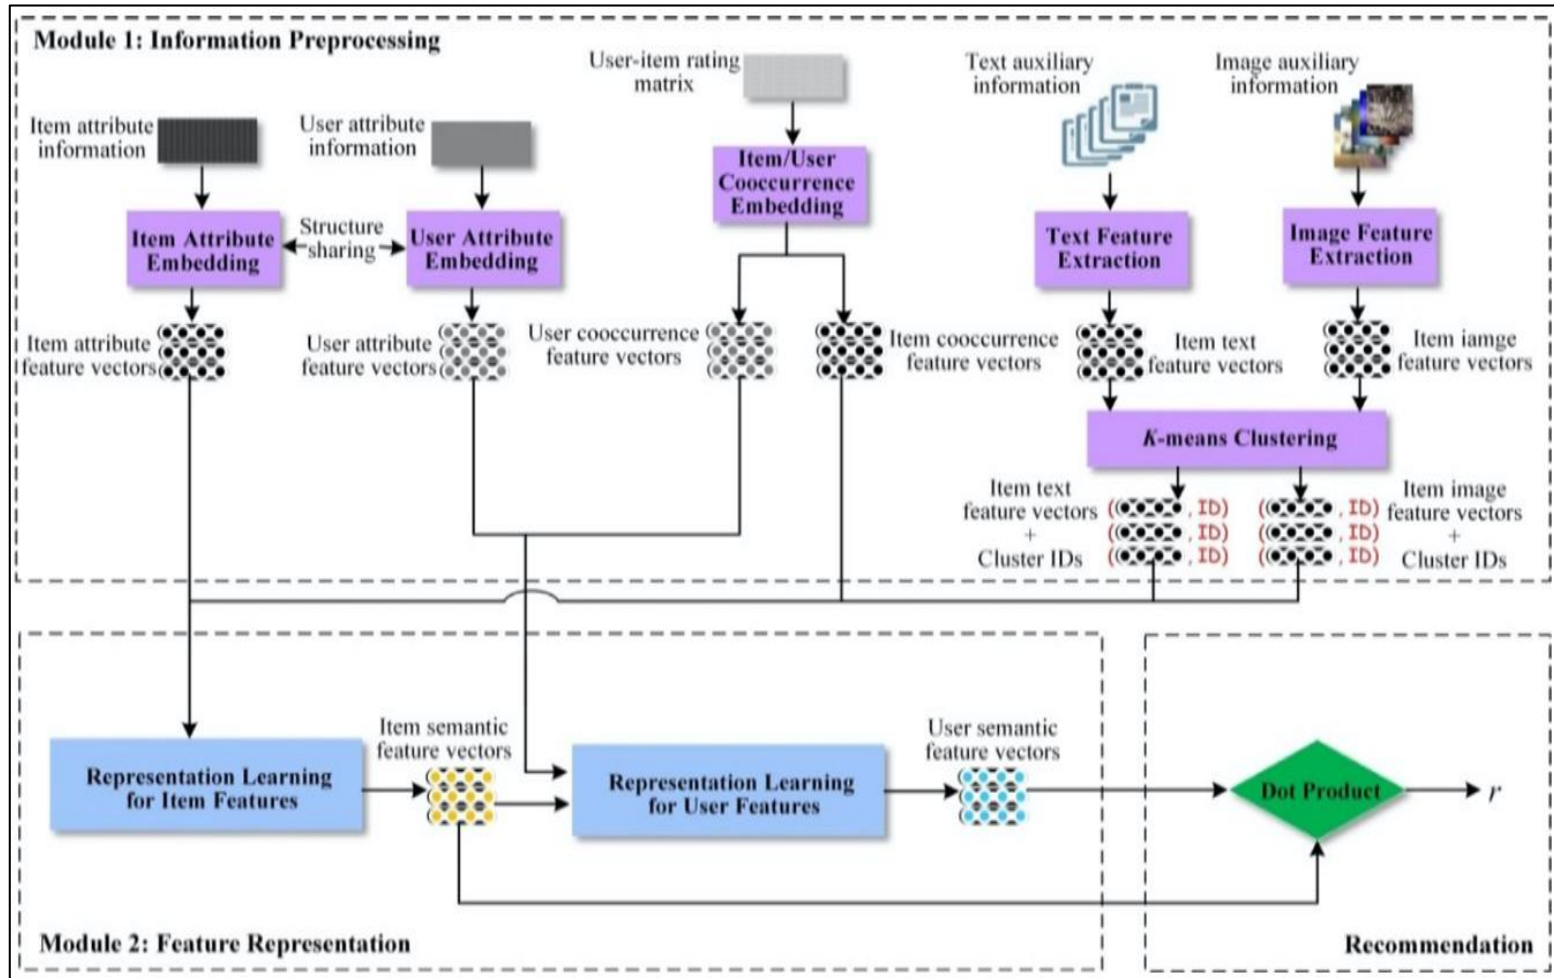 Module 1: Information Preprocessing
User-item rating
matrix
Text auxiliary
information
Image auxiliary
information
Item attribute
information
User attribute
information
Item/User
Cooccurrence
Embedding
Item Attribute
Embedding
Structure
sharing
User Attribute
Embedding
Text Feature
Extraction
Image Feature
Extraction
Item attribute
feature vectors
User attribute
feature vectors
User cooccurrence
feature vectors
Item cooccurrence
feature vectors
Item text
feature vectors
Item iamge
feature vectors
K-means Clustering
Item text
feature vectors
+
Cluster IDs
( , ID)
( , ID)
( , ID)
( , ID)
( , ID)
( , ID)
Item image
feature vectors
+
Cluster IDs
Item semantic
feature vectors
User semantic
feature vectors
Representation Learning
for Item Features
Representation Learning
for User Features
Dot Product
r
Module 2: Feature Representation
Recommendation